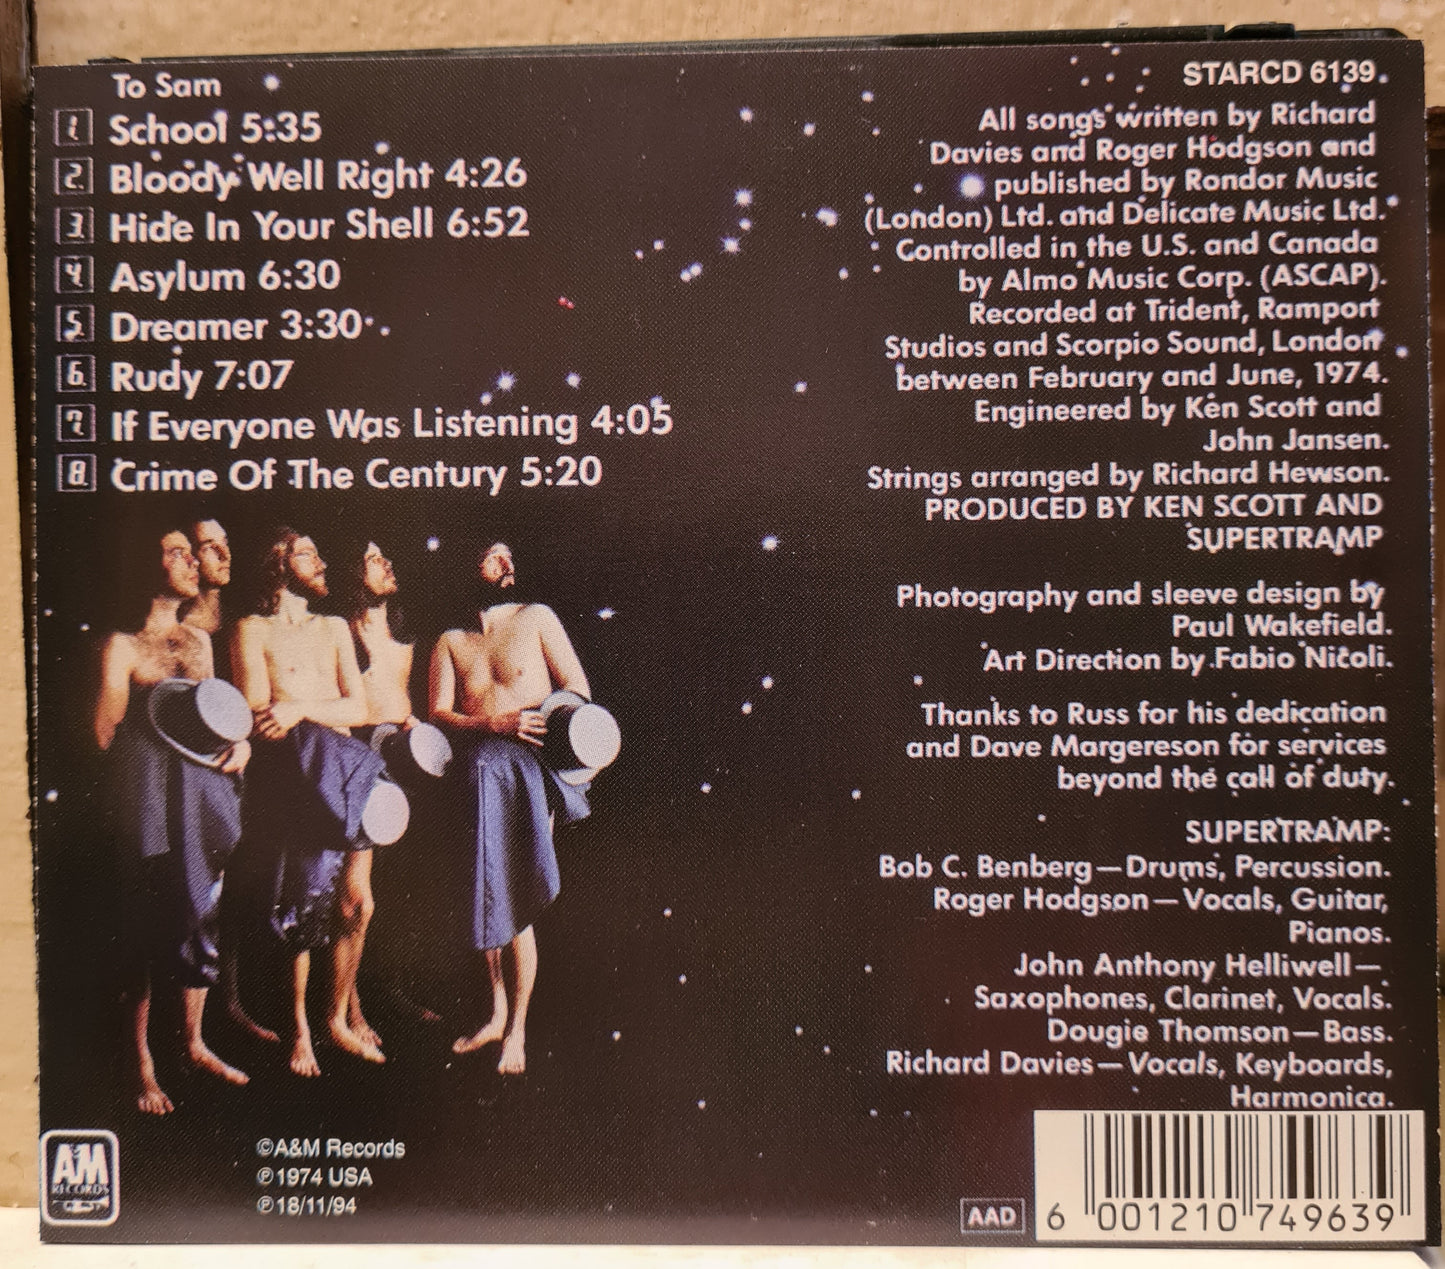 To Sam
1. School 5:35
2. Bloody Well Right 4:26
3. Hide In Your Shell 6:52
4. Asylum 6:30
5. Dreamer 3:30
6. Rudy 7:07
7. If Everyone Was Listening 4:05
8. Crime Of The Century 5:20
STARCD 6139
All songs written by Richard
Davies and Roger Hodgson and
published by Rondor Music
(London) Ltd. and Delicate Music Ltd.
Controlled in the U.S. and Canada
by Almo Music Corp. (ASCAP).
Recorded at Trident, Ramport
Studios and Scorpio Sound, London
between February and June, 1974.
Engineered by Ken Scott and
John Jansen.
Strings arranged by Richard Hewson.
PRODUCED BY KEN SCOTT AND
SUPERTRAMP
Photography and sleeve design by
Paul Wakefield.
Art Direction by Fabio Nicoli.
Thanks to Russ for his dedication
and Dave Margereson for services
beyond the call of duty.
SUPERTRAMP:
Bob C. Benberg—Drums, Percussion.
Roger Hodgson—Vocals, Guitar,
Pianos.
John Anthony Helliwell—
Saxophones, Clarinet, Vocals.
Dougie Thomson—Bass.
Richard Davies—Vocals, Keyboards,
Harmonica.
A&M
RECORDS
©A&M Records
℗1974 USA
℗18/11/94
AAD
6 001210 749639